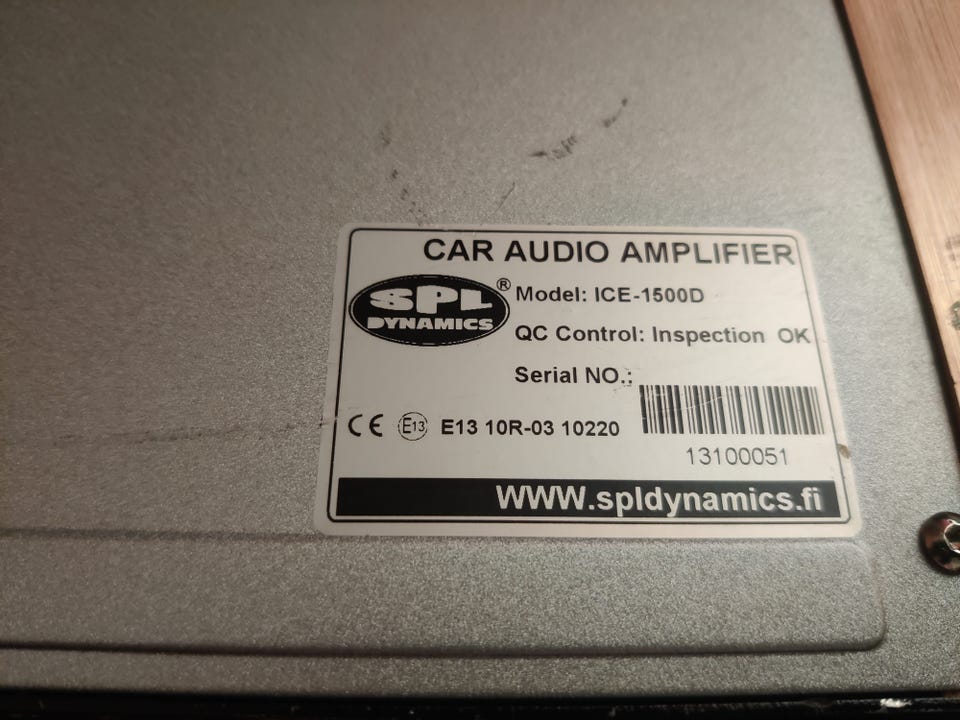 CAR AUDIO AMPLIFIER
SPL
DYNAMICS
®
Model: ICE-1500D
QC Control: Inspection OK
Serial NO.:
CE E13 E13 10R-03 10220
13100051
WWW.spldynamics.fi